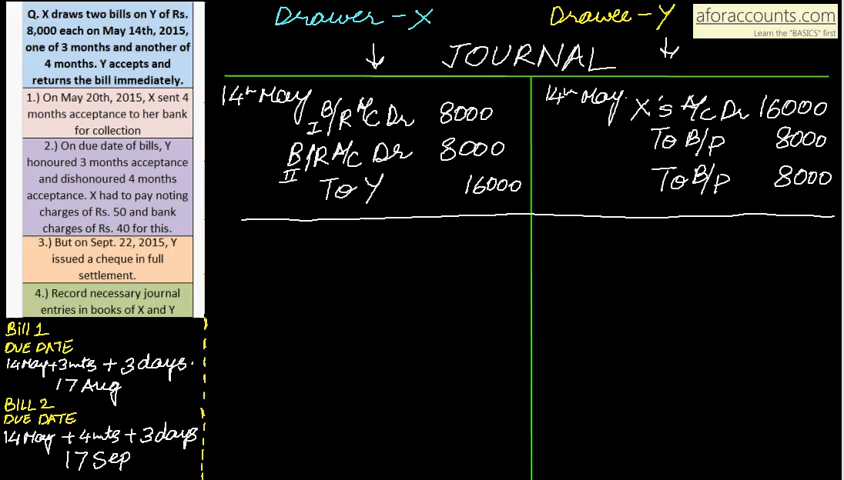 Q. X draws two bills on Y of Rs.
8,000 each on May 14th, 2015,
one of 3 months and another of
4 months. Y accepts and
returns the bill immediately.
1.) On May 20th, 2015, X sent 4
months acceptance to her bank
for collection
2.) On due date of bills, Y
honoured 3 months acceptance
and dishonoured 4 months
acceptance. X had to pay noting
charges of Rs. 50 and bank
charges of Rs. 40 for this.
3.) But on Sept. 22, 2015, Y
issued a cheque in full
settlement.
4.) Record necessary journal
entries in books of X and Y
Bill 1
DUE DATE
14 May + 3 mts + 3 days.
17 Aug
BILL 2
DUE DATE
14 May + 4 mts + 3 days
17 Sep
Drawer - X
Drawee - Y
aforaccounts.com
Learn the "BASICS" first
JOURNAL
14th May
B/R A/C Dr 8000
I
B/R A/C Dr 8000
II
To Y 16000
14th May.
X's A/C Dr 16000
To B/P 8000
To B/P 8000